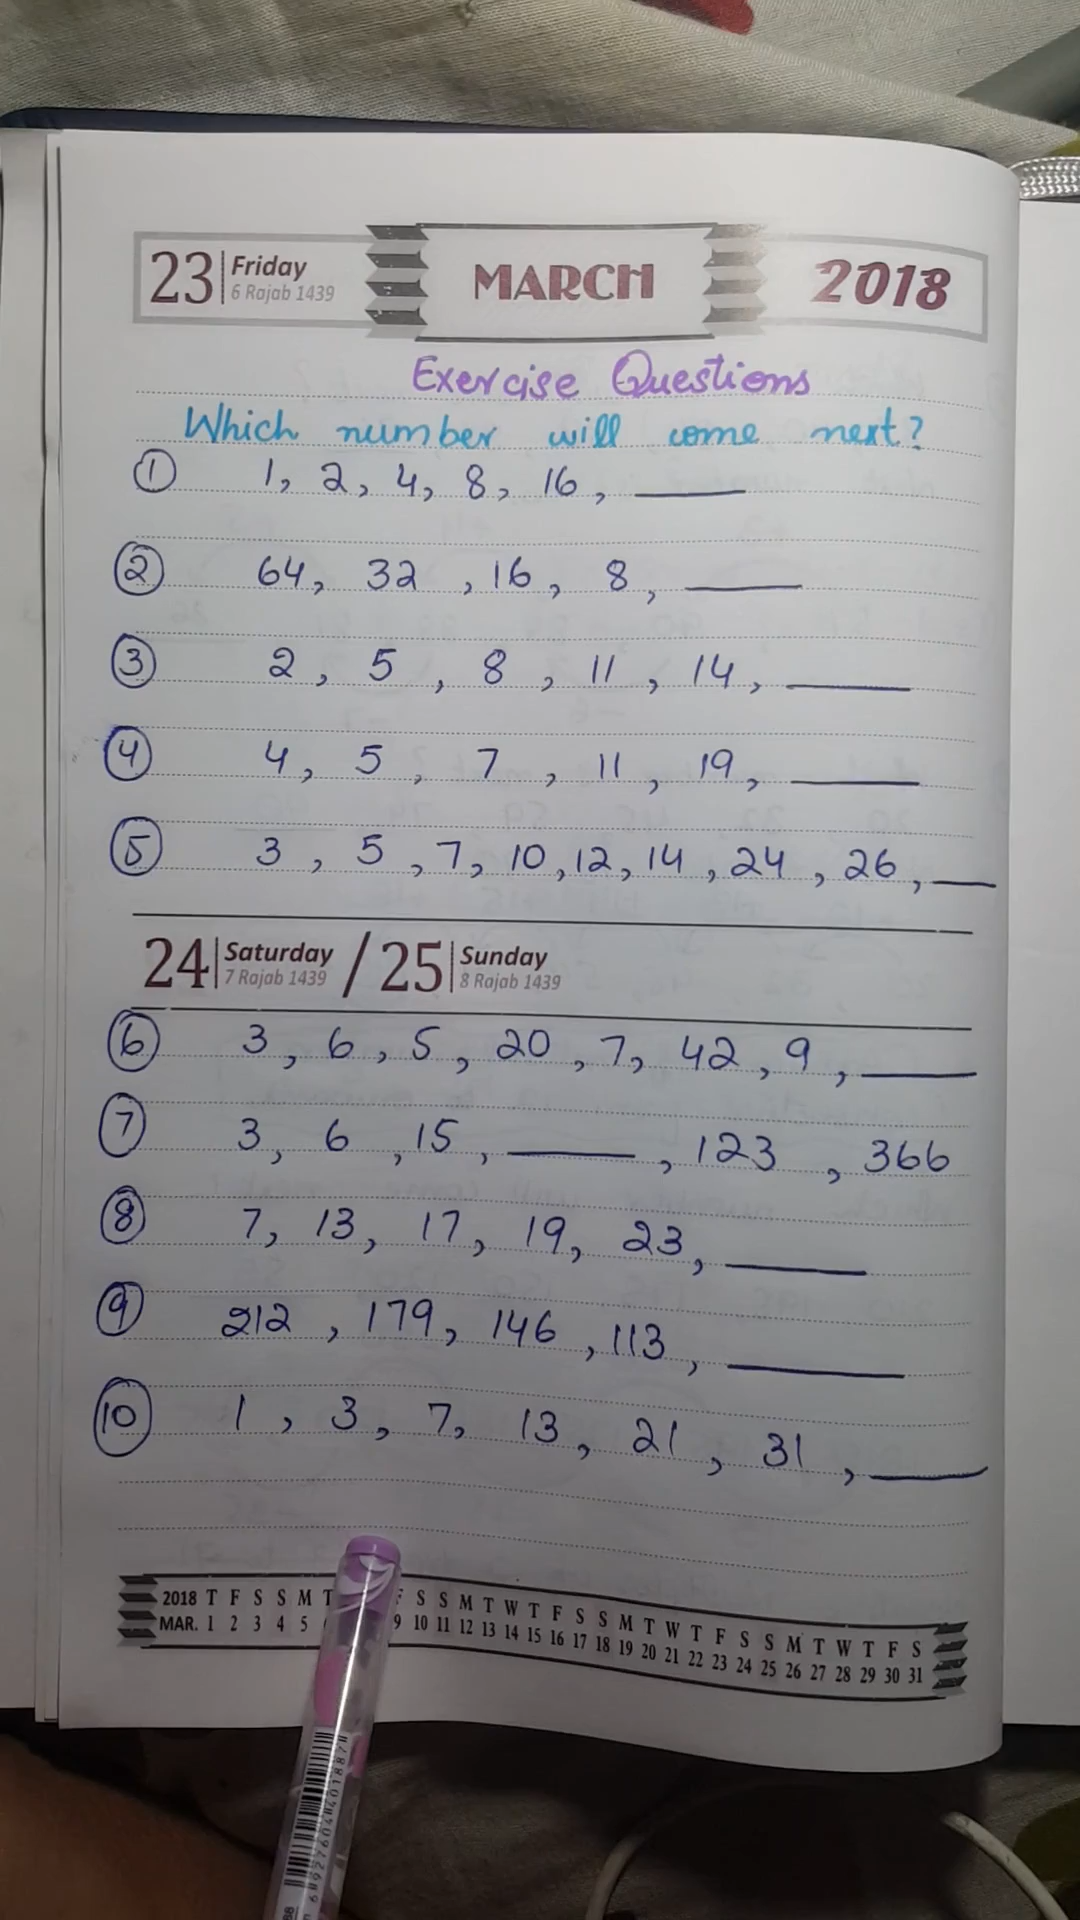 23 Friday 6 Rajab 1439 MARCH 2018
Exercise Questions
Which number will come next?
1 1, 2, 4, 8, 16, ____
2 64, 32, 16, 8, ____
3 2, 5, 8, 11, 14, ____
4 4, 5, 7, 11, 19, ____
5 3, 5, 7, 10, 12, 14, 24, 26, ____
24 Saturday 7 Rajab 1439 / 25 Sunday 8 Rajab 1439
6 3, 6, 5, 20, 7, 42, 9, ____
7 3, 6, 15, ____, 123, 366
8 7, 13, 17, 19, 23, ____
9 212, 179, 146, 113, ____
10 1, 3, 7, 13, 21, 31, ____
2018 T F S S M T F S S M T W T F S S M T W T F S S M T W T F S
MAR. 1 2 3 4 5 9 10 11 12 13 14 15 16 17 18 19 20 21 22 23 24 25 26 27 28 29 30 31